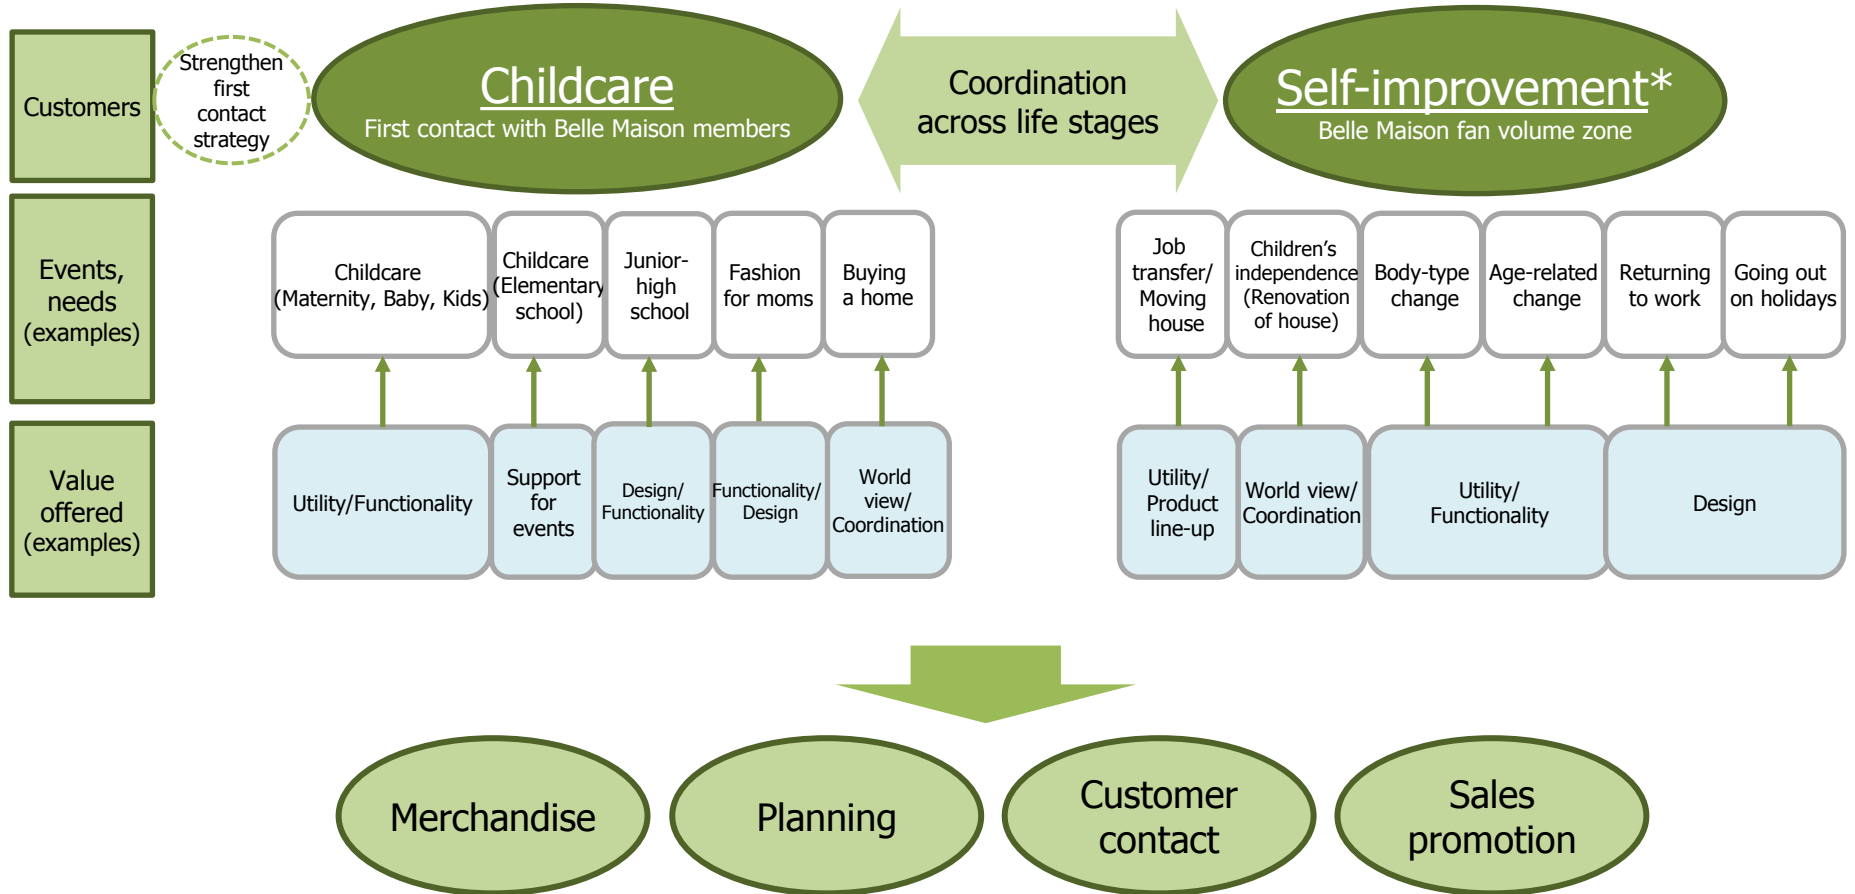 Customers
Strengthen
first
contact
strategy
Childcare
First contact with Belle Maison members
Coordination
across life stages
Self-improvement*
Belle Maison fan volume zone
Events,
needs
(examples)
Childcare
(Maternity, Baby, Kids)
Childcare
(Elementary
school)
Junior-
high
school
Fashion
for moms
Buying
a home
Job
transfer/
Moving
house
Children's
independence
(Renovation
of house)
Body-type
change
Age-related
change
Returning
to work
Going out
on holidays
Value
offered
(examples)
Utility/Functionality
Support
for
events
Design/
Functionality
Functionality/
Design
World
view/
Coordination
Utility/
Product
line-up
World view/
Coordination
Utility/
Functionality
Design
Merchandise
Planning
Customer
contact
Sales
promotion